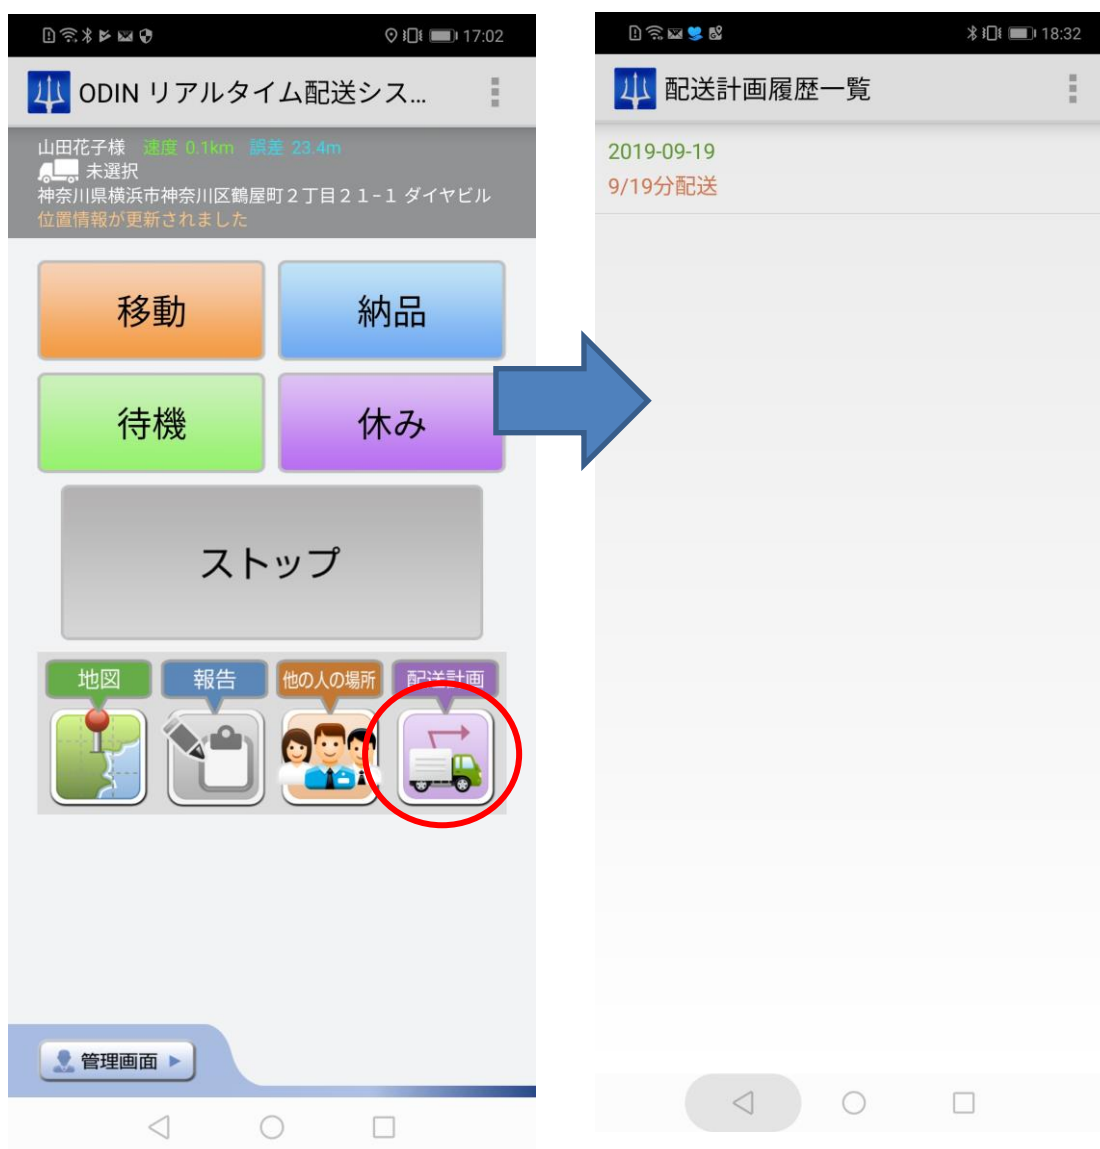 17:02
ODIN リアルタイム配送シス...
山田花子様 速度 0.1km 誤差 23.4m
未選択
神奈川県横浜市神奈川区鶴屋町2丁目21-1 ダイヤビル
位置情報が更新されました
移動
納品
待機
休み
ストップ
地図
報告
他の人の場所
配送計画
管理画面
18:32
配送計画履歴一覧
2019-09-19
9/19分配送